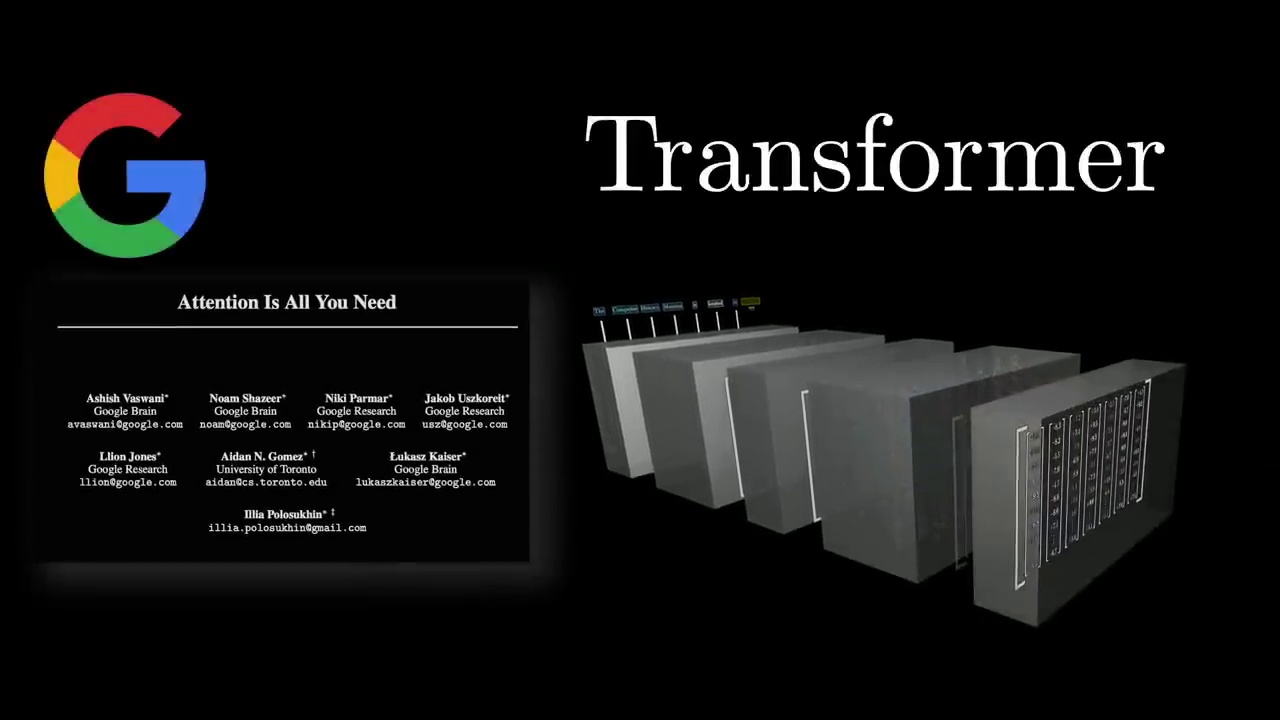 Transformer
Attention Is All You Need
Ashish Vaswani* Noam Shazeer* Niki Parmar* Jakob Uszkoreit*
Google Brain Google Brain Google Research Google Research
avaswani@google.com noam@google.com nikip@google.com usz@google.com
Llion Jones* Aidan N. Gomez* † Łukasz Kaiser*
Google Research University of Toronto Google Brain
llion@google.com aidan@cs.toronto.edu lukaszkaiser@google.com
Illia Polosukhin* ‡
illia.polosukhin@gmail.com